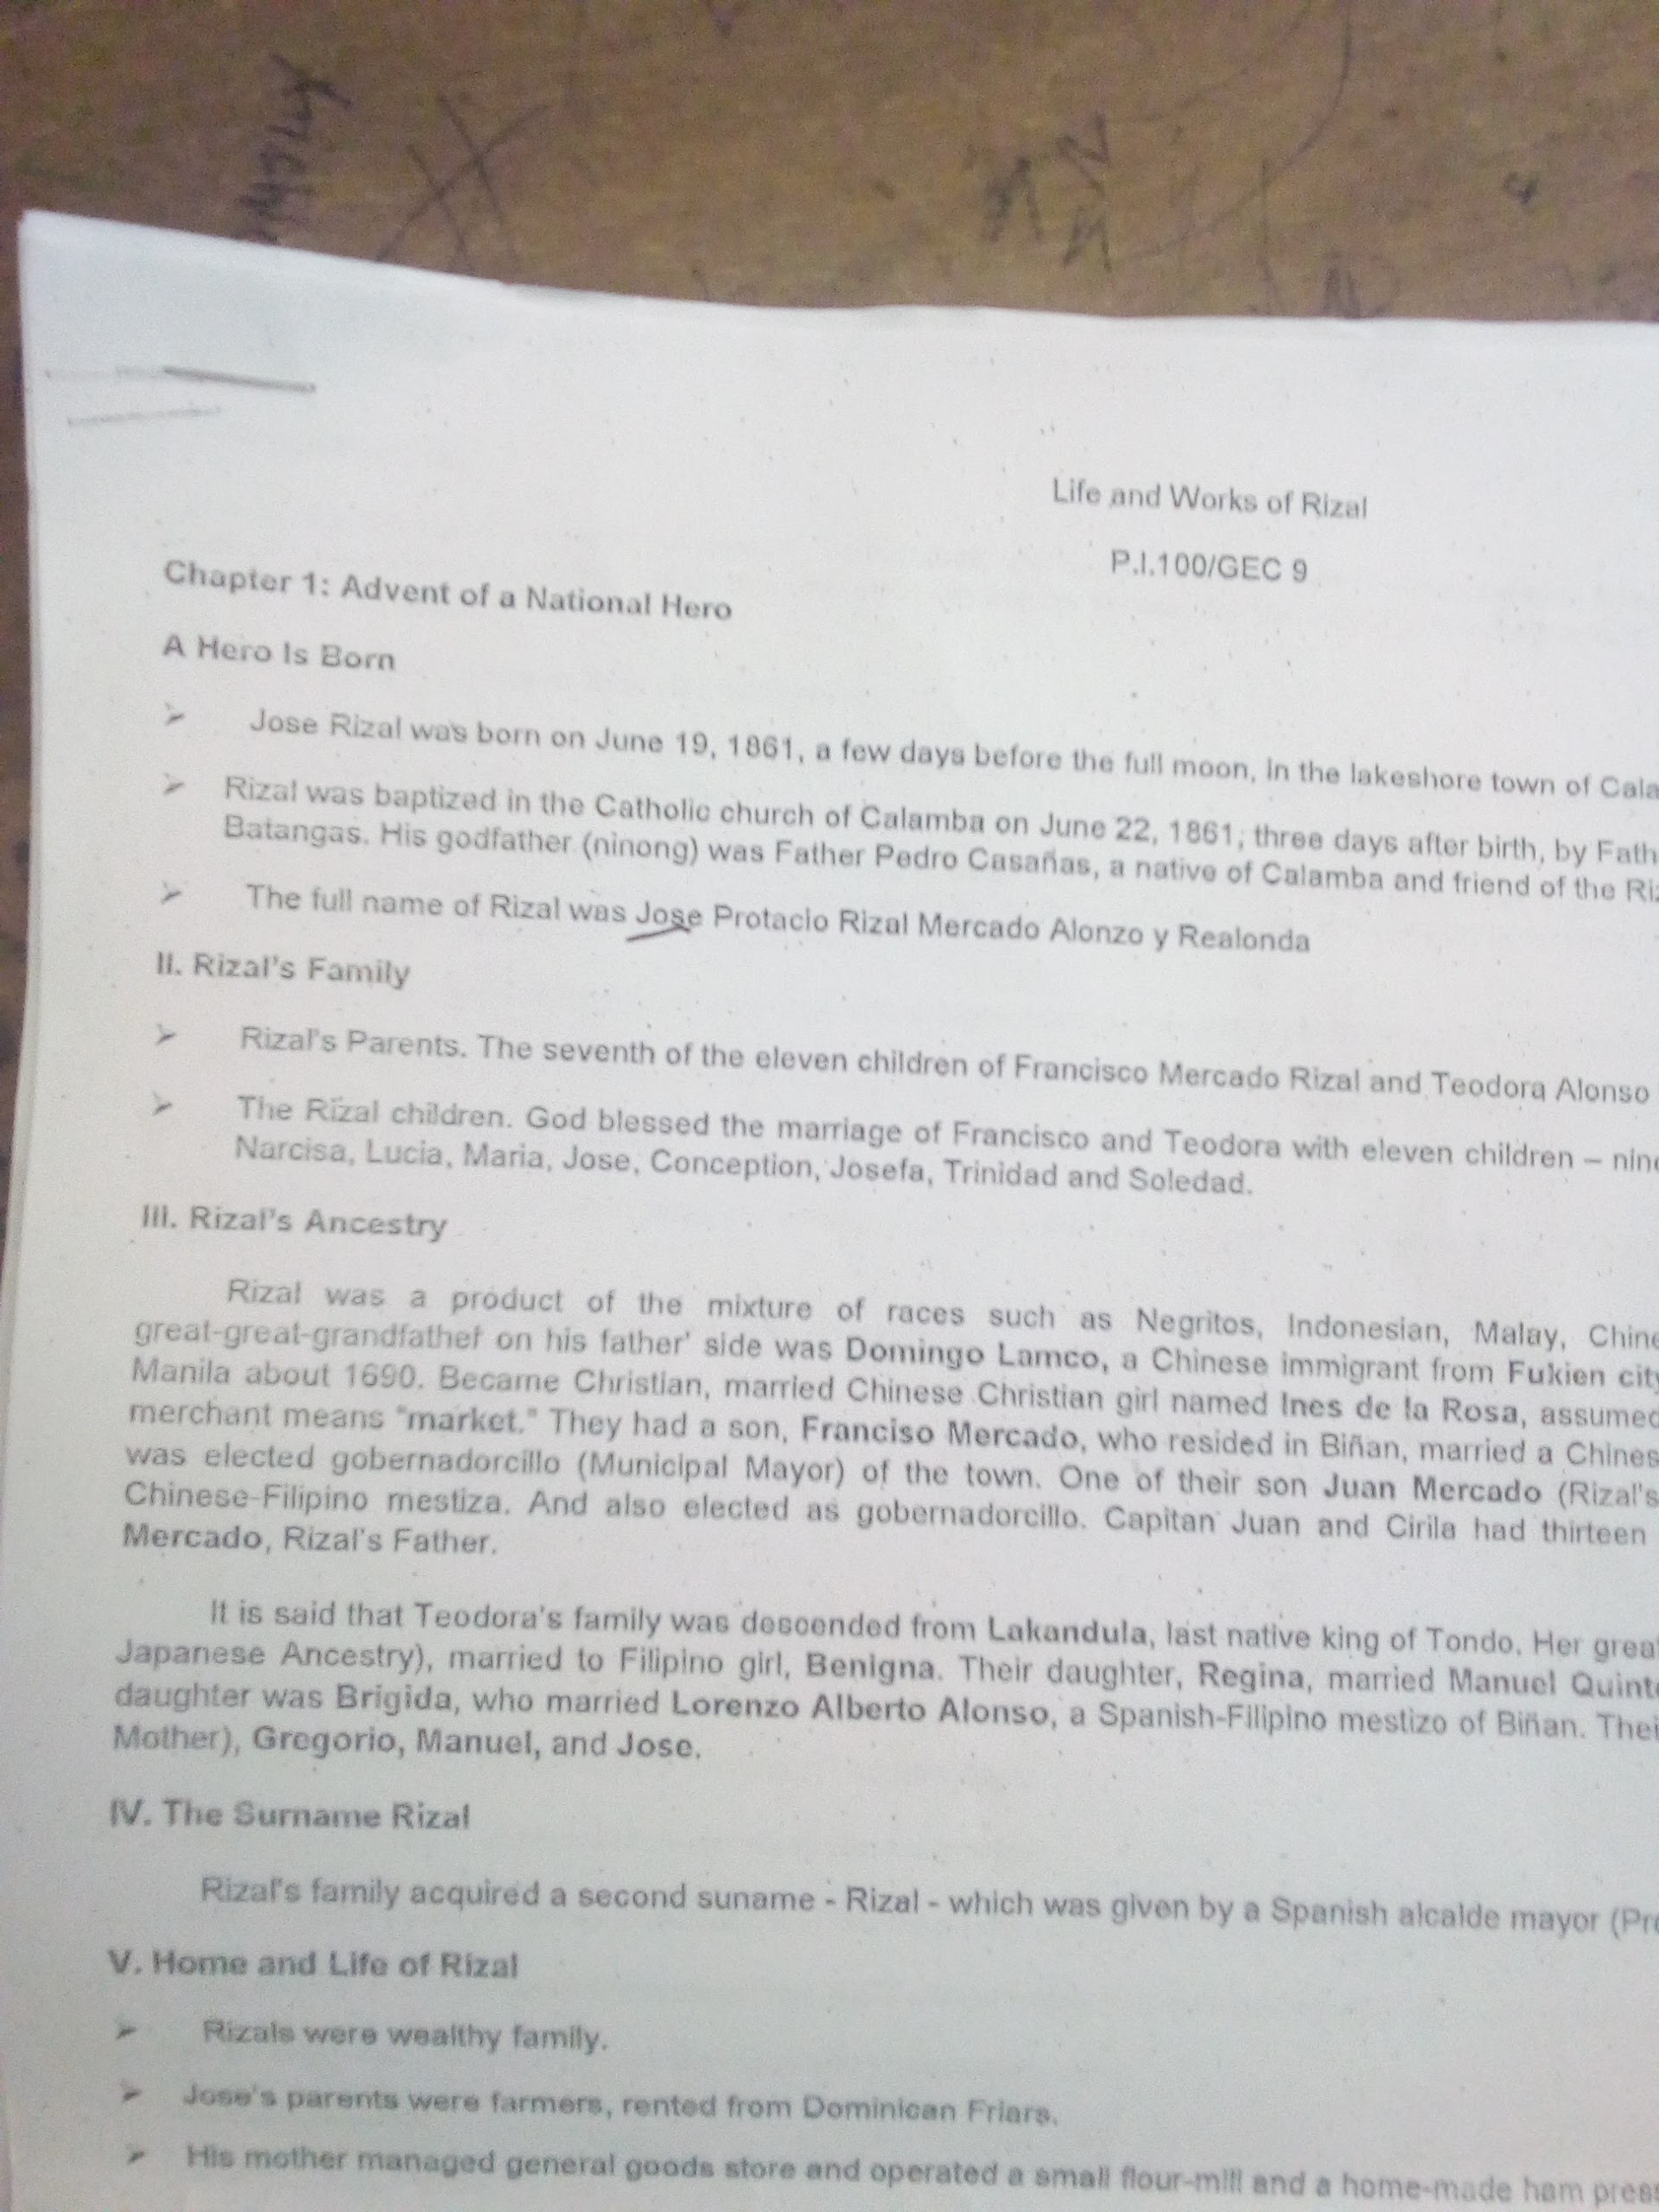 Life and Works of Rizal
P.I.100/GEC 9
Chapter 1: Advent of a National Hero
A Hero Is Born
➢ Jose Rizal was born on June 19, 1861, a few days before the full moon, in the lakeshore town of Cala
➢ Rizal was baptized in the Catholic church of Calamba on June 22, 1861, three days after birth, by Fath
Batangas. His godfather (ninong) was Father Pedro Casañas, a native of Calamba and friend of the Riz
➢ The full name of Rizal was Jose Protacio Rizal Mercado Alonzo y Realonda
II. Rizal's Family
➢ Rizal's Parents. The seventh of the eleven children of Francisco Mercado Rizal and Teodora Alonso
➢ The Rizal children. God blessed the marriage of Francisco and Teodora with eleven children – nine
Narcisa, Lucia, Maria, Jose, Conception, Josefa, Trinidad and Soledad.
III. Rizal's Ancestry
Rizal was a product of the mixture of races such as Negritos, Indonesian, Malay, Chine
great-great-grandfather on his father' side was Domingo Lamco, a Chinese immigrant from Fukien city
Manila about 1690. Became Christian, married Chinese Christian girl named Ines de la Rosa, assumed
merchant means "market." They had a son, Franciso Mercado, who resided in Biñan, married a Chines
was elected gobernadorcillo (Municipal Mayor) of the town. One of their son Juan Mercado (Rizal's
Chinese-Filipino mestiza. And also elected as gobernadorcillo. Capitan Juan and Cirila had thirteen
Mercado, Rizal's Father.
It is said that Teodora's family was descended from Lakandula, last native king of Tondo. Her great
Japanese Ancestry), married to Filipino girl, Benigna. Their daughter, Regina, married Manuel Quint
daughter was Brigida, who married Lorenzo Alberto Alonso, a Spanish-Filipino mestizo of Biñan. Thei
Mother), Gregorio, Manuel, and Jose.
IV. The Surname Rizal
Rizal's family acquired a second suname - Rizal - which was given by a Spanish alcalde mayor (Pro
V. Home and Life of Rizal
➢ Rizals were wealthy family.
➢ Jose's parents were farmers, rented from Dominican Friars.
➢ His mother managed general goods store and operated a small flour-mill and a home-made ham press